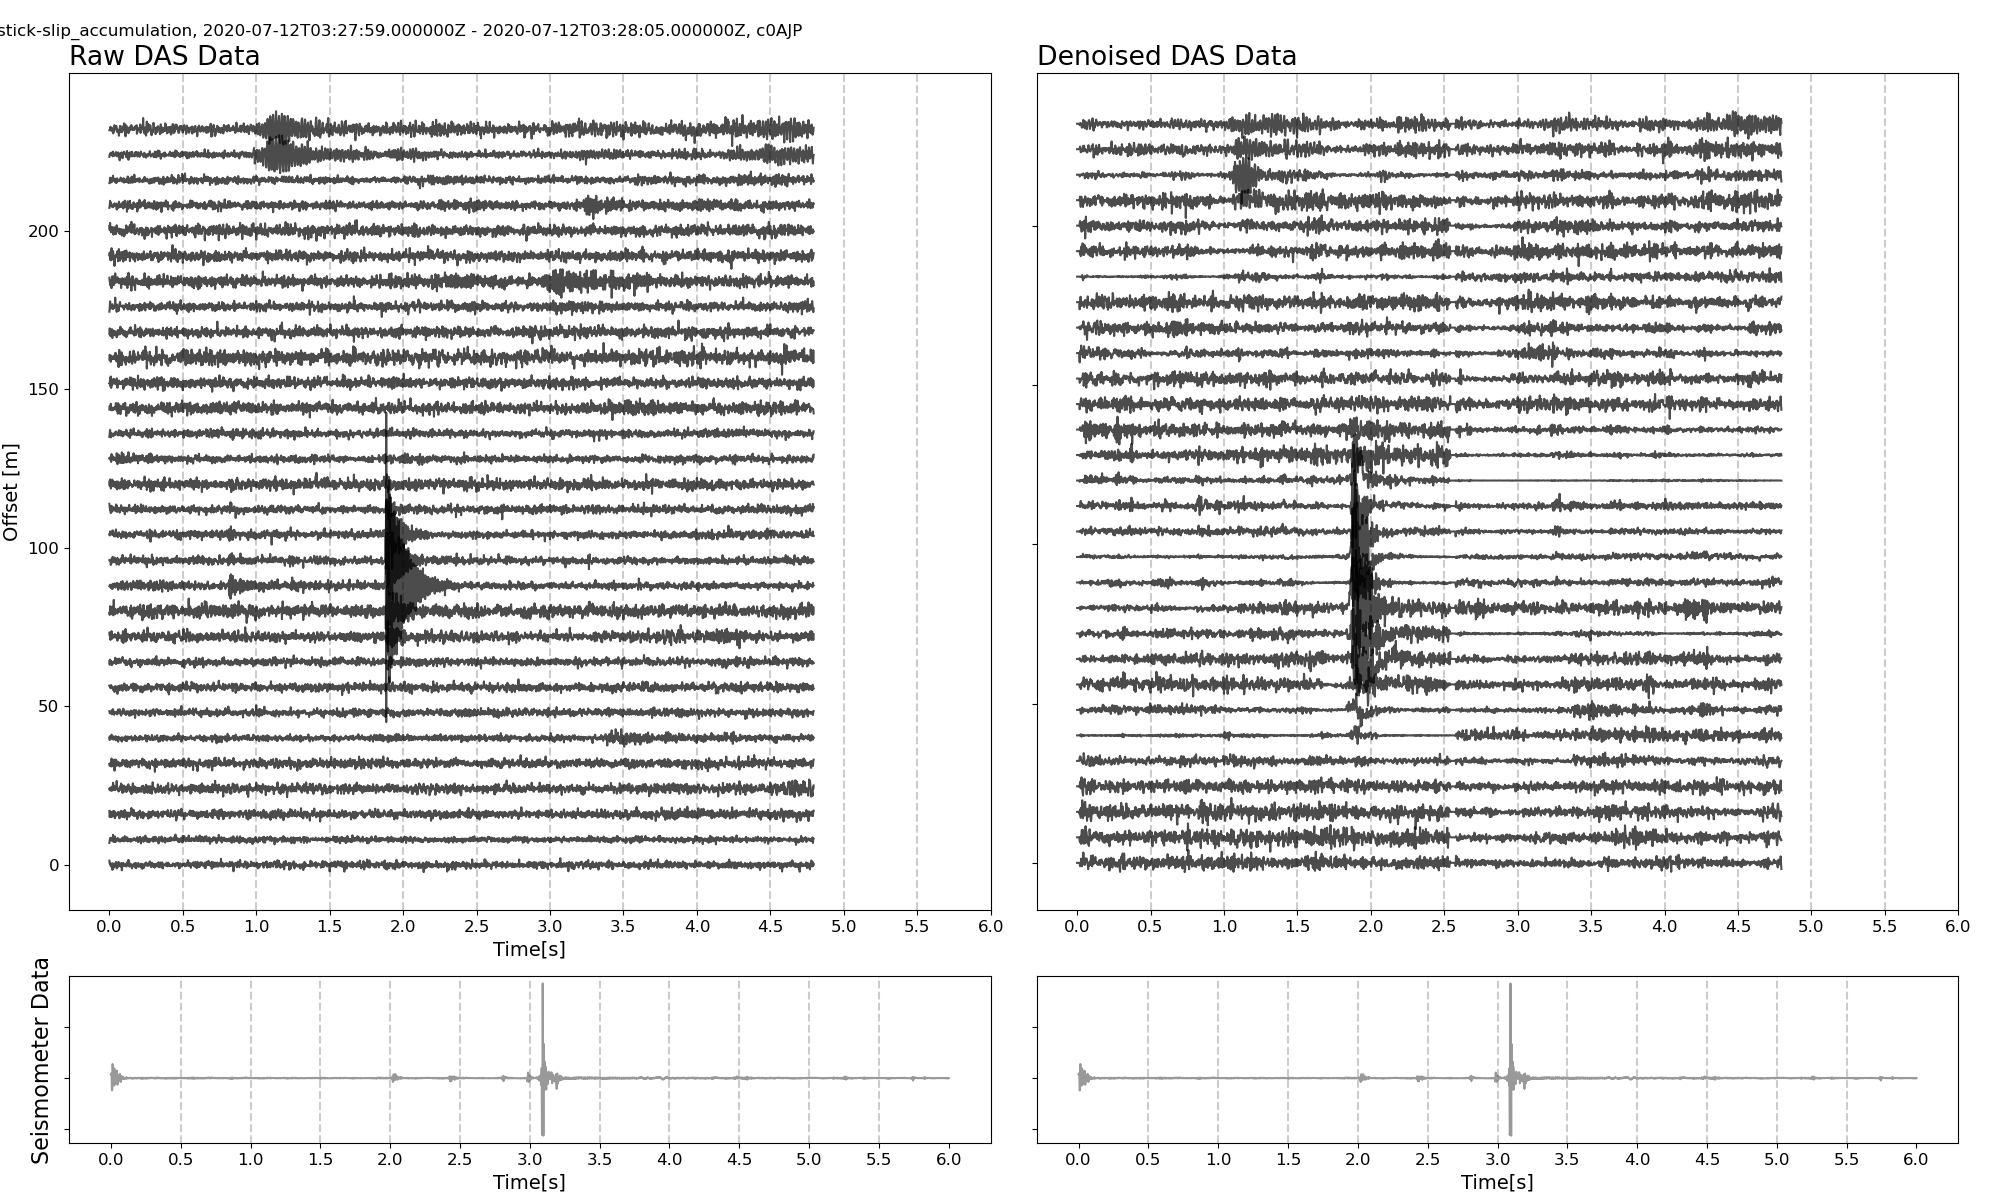 stick-slip_accumulation, 2020-07-12T03:27:59.000000Z - 2020-07-12T03:28:05.000000Z, c0AJP
Raw DAS Data
Denoised DAS Data
Offset [m]
200
150
100
50
0
0.0 0.5 1.0 1.5 2.0 2.5 3.0 3.5 4.0 4.5 5.0 5.5 6.0
Time[s]
0.0 0.5 1.0 1.5 2.0 2.5 3.0 3.5 4.0 4.5 5.0 5.5 6.0
Seismometer Data
0.0 0.5 1.0 1.5 2.0 2.5 3.0 3.5 4.0 4.5 5.0 5.5 6.0
Time[s]
0.0 0.5 1.0 1.5 2.0 2.5 3.0 3.5 4.0 4.5 5.0 5.5 6.0
Time[s]